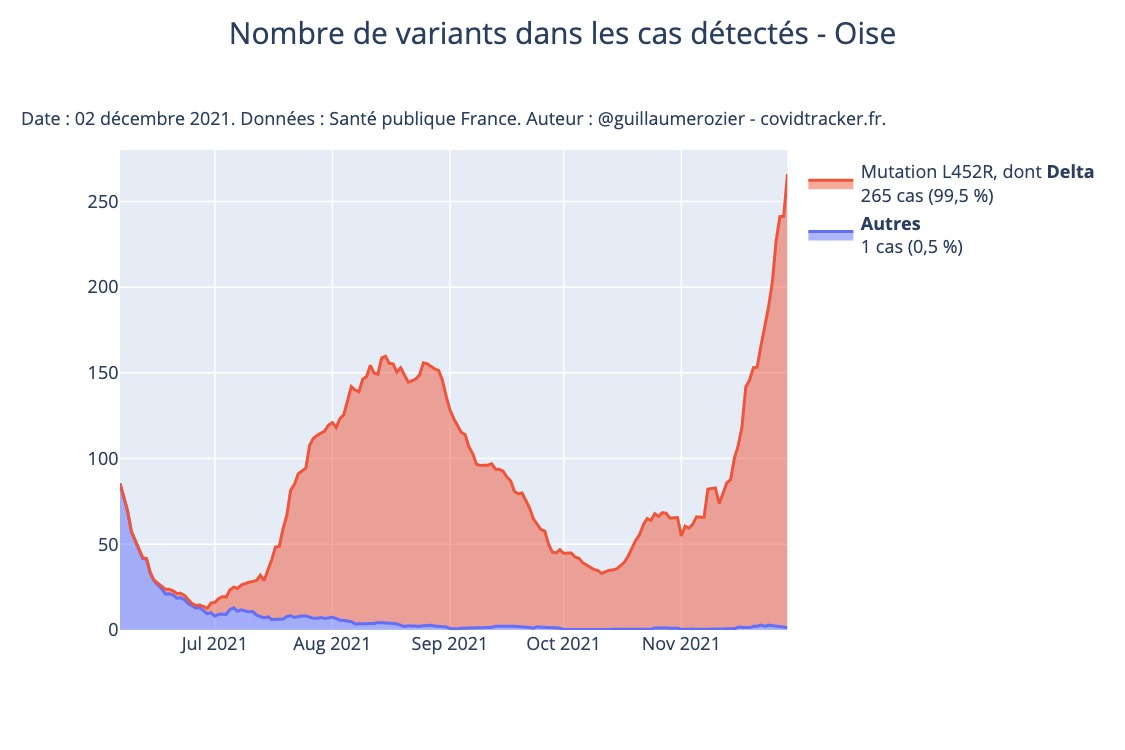 Nombre de variants dans les cas détectés - Oise
Date : 02 décembre 2021. Données : Santé publique France. Auteur : @guillaumerozier - covidtracker.fr.
Mutation L452R, dont Delta
265 cas (99,5 %)
Autres
1 cas (0,5 %)
250
200
150
100
50
0
Jul 2021
Aug 2021
Sep 2021
Oct 2021
Nov 2021